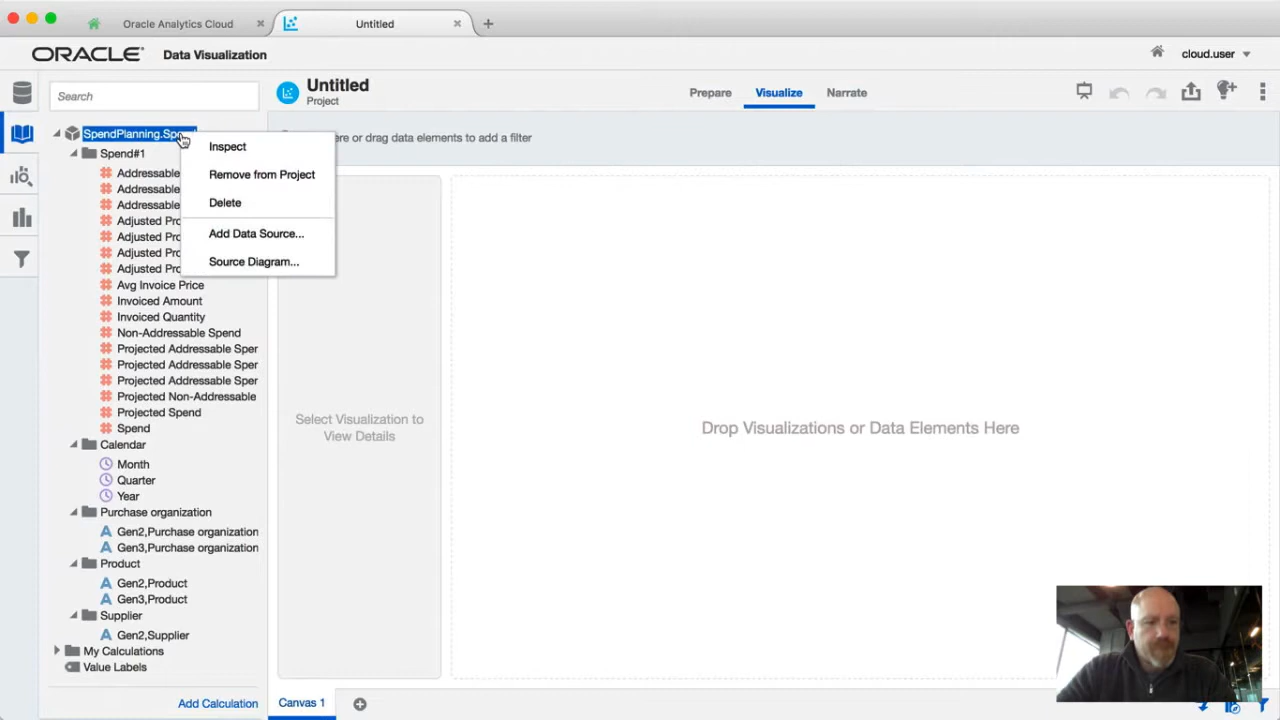 Oracle Analytics Cloud
Untitled
ORACLE Data Visualization
cloud.user
Search
Untitled
Project
Prepare
Visualize
Narrate
here or drag data elements to add a filter
SpendPlanning.Sp
Inspect
Remove from Project
Delete
Add Data Source...
Source Diagram...
Spend#1
Addressable
Addressable
Addressable
Adjusted Pro
Adjusted Pro
Adjusted Pro
Adjusted Pro
Avg Invoice Price
Invoiced Amount
Invoiced Quantity
Non-Addressable Spend
Projected Addressable Sper
Projected Addressable Sper
Projected Addressable Sper
Projected Non-Addressable
Projected Spend
Spend
Calendar
Month
Quarter
Year
Purchase organization
Gen2,Purchase organization
Gen3,Purchase organization
Product
Gen2,Product
Gen3,Product
Supplier
Gen2,Supplier
My Calculations
Value Labels
Add Calculation
Select Visualization to
View Details
Drop Visualizations or Data Elements Here
Canvas 1